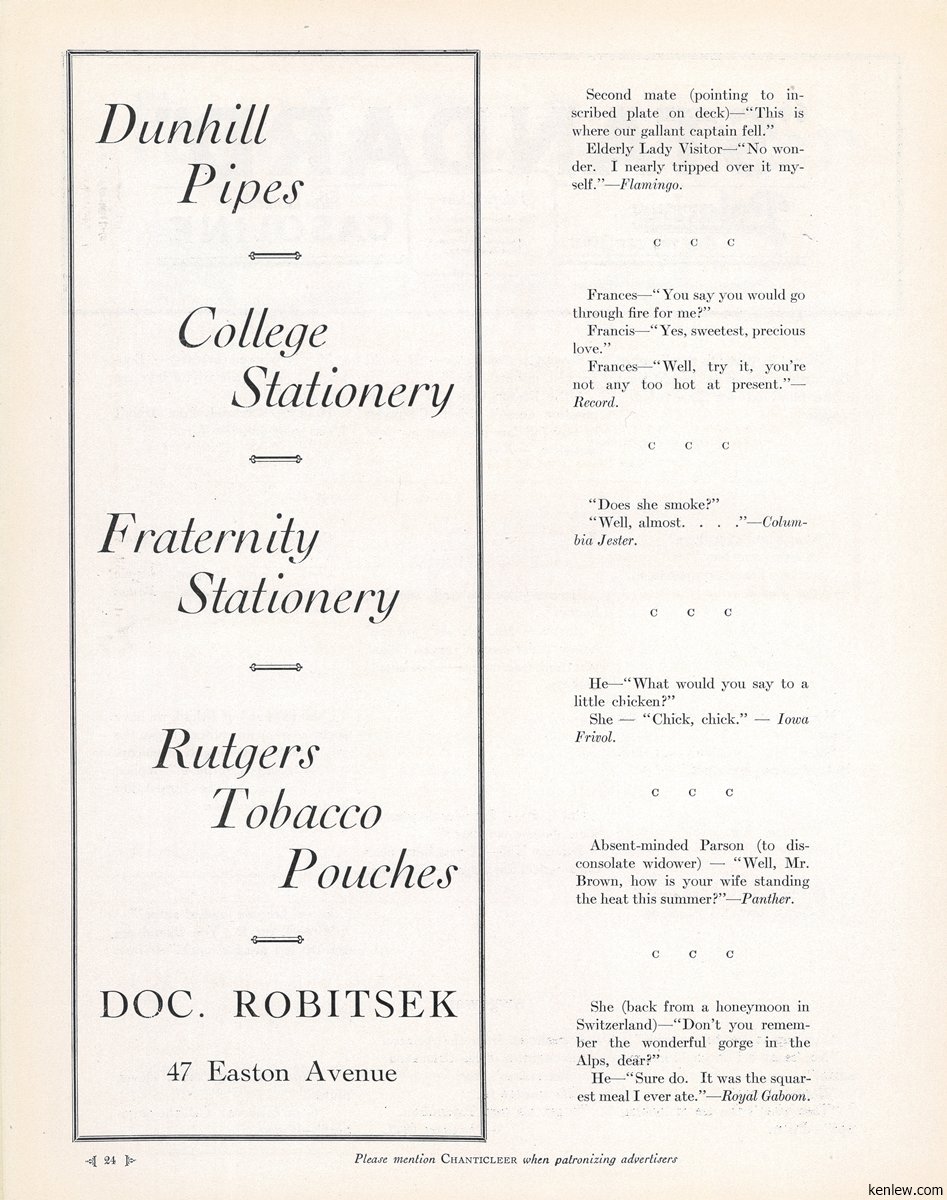 Dunhill
Pipes
College
Stationery
Fraternity
Stationery
Rutgers
Tobacco
Pouches
DOC. ROBITSEK
47 Easton Avenue
Second mate (pointing to in-
scribed plate on deck)—“This is
where our gallant captain fell.”
Elderly Lady Visitor—“No won-
der. I nearly tripped over it my-
self.”—Flamingo.
C C C
Frances—“You say you would go
through fire for me?”
Francis—“Yes, sweetest, precious
love.”
Frances—“Well, try it, you’re
not any too hot at present.”—
Record.
C C C
“Does she smoke?”
“Well, almost. . . .”—Colum-
bia Jester.
C C C
He—“What would you say to a
little chicken?”
She — “Chick, chick.” — Iowa
Frivol.
C C C
Absent-minded Parson (to dis-
consolate widower) — “Well, Mr.
Brown, how is your wife standing
the heat this summer?”—Panther.
C C C
She (back from a honeymoon in
Switzerland)—“Don’t you remem-
ber the wonderful gorge in the
Alps, dear?”
He—“Sure do. It was the squar-
est meal I ever ate.”—Royal Gaboon.
24
Please mention CHANTICLEER when patronizing advertisers
kenlew.com